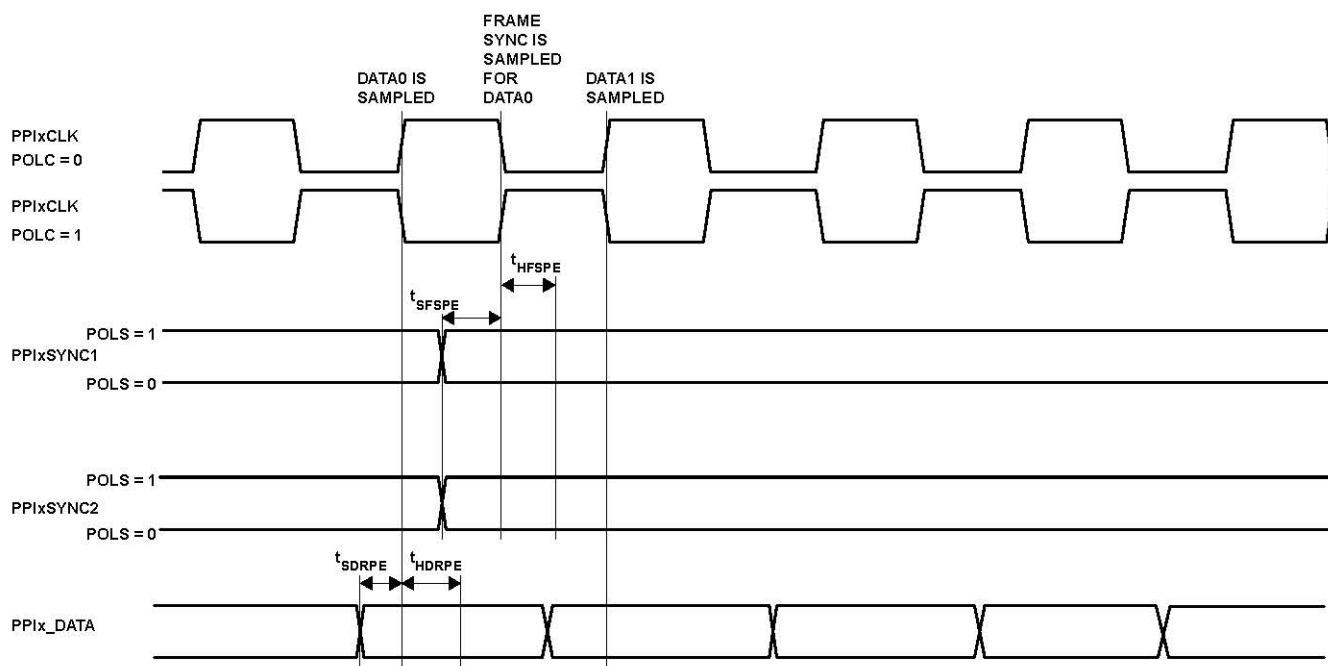 FRAME
SYNC IS
SAMPLED
FOR
DATA0
DATA0 IS
SAMPLED
DATA1 IS
SAMPLED
PPIxCLK
POLC = 0
PPIxCLK
POLC = 1
tHFSPE
tSFSPE
POLS = 1
PPIxSYNC1
POLS = 0
POLS = 1
PPIxSYNC2
POLS = 0
tSDRPE
tHDRPE
PPIx_DATA